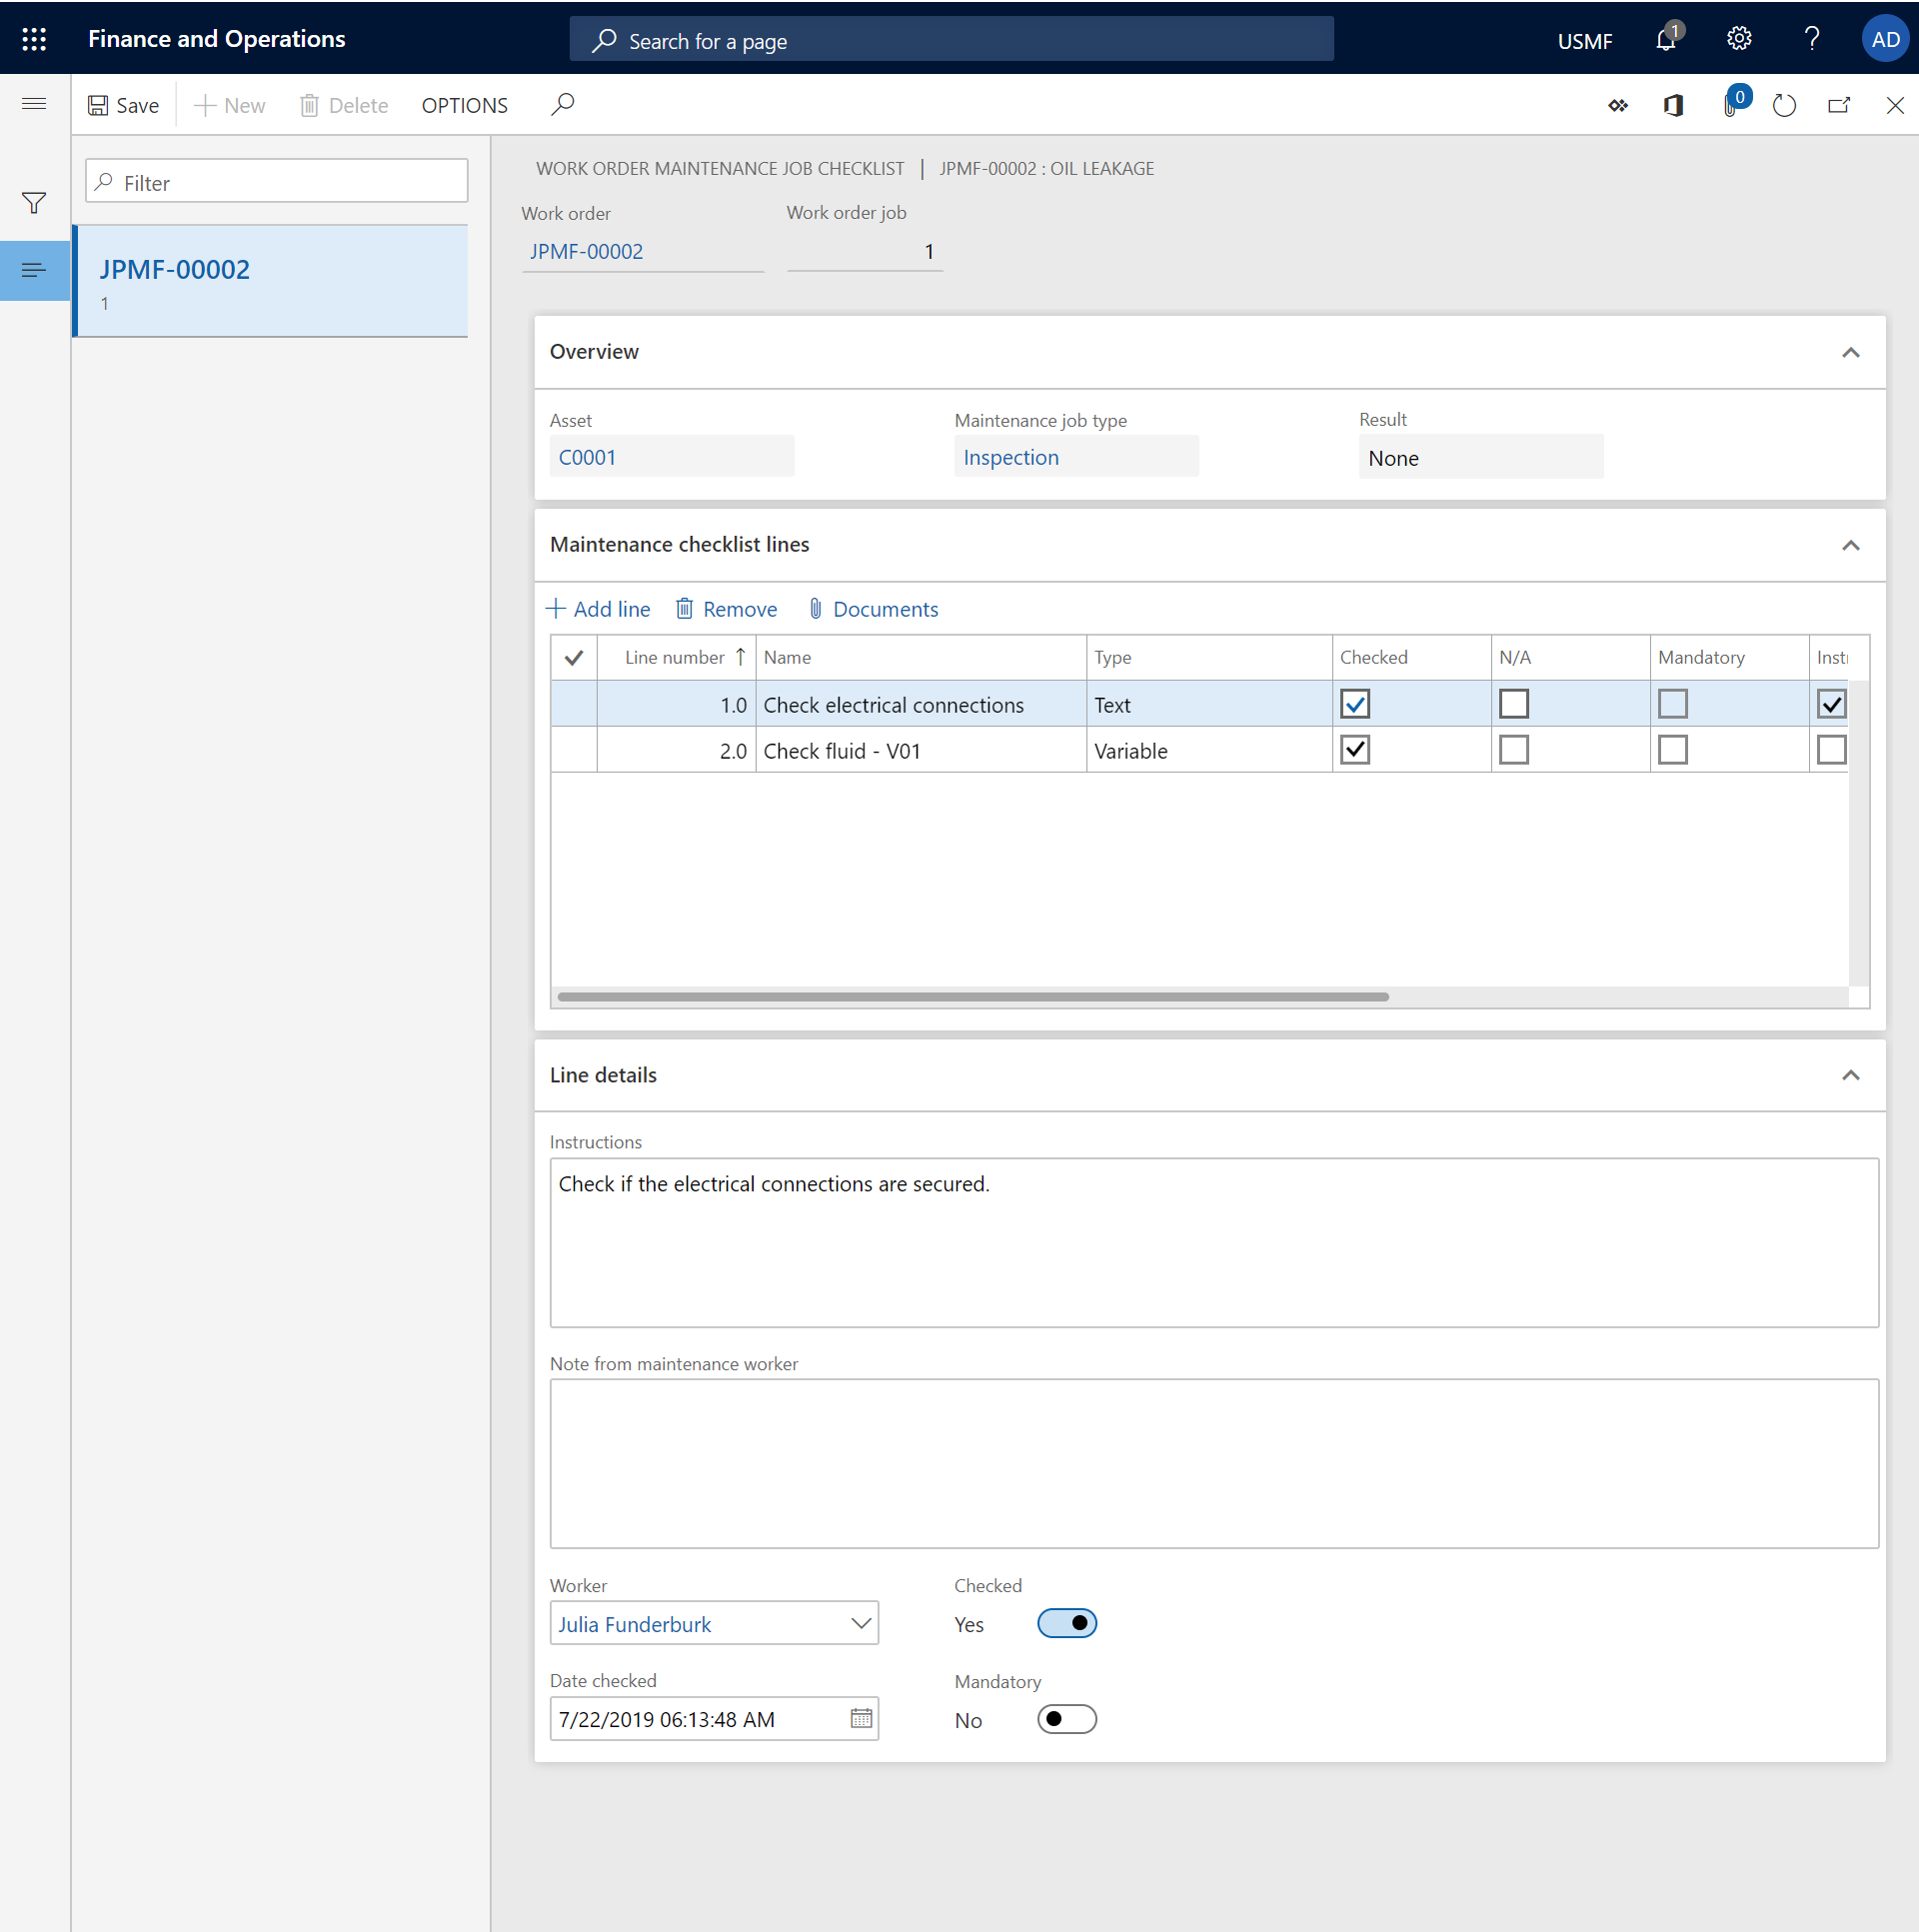 Finance and Operations
Search for a page
USMF
1
?
AD
Save
New
Delete
OPTIONS
0
Filter
JPMF-00002
1
WORK ORDER MAINTENANCE JOB CHECKLIST | JPMF-00002 : OIL LEAKAGE
Work order
Work order job
JPMF-00002
1
Overview
Asset
Maintenance job type
Result
C0001
Inspection
None
Maintenance checklist lines
Add line
Remove
Documents
Line number
Name
Type
Checked
N/A
Mandatory
Inst
1.0 Check electrical connections Text
2.0 Check fluid - V01 Variable
Line details
Instructions
Check if the electrical connections are secured.
Note from maintenance worker
Worker
Checked
Julia Funderburk
Yes
Date checked
Mandatory
7/22/2019 06:13:48 AM
No